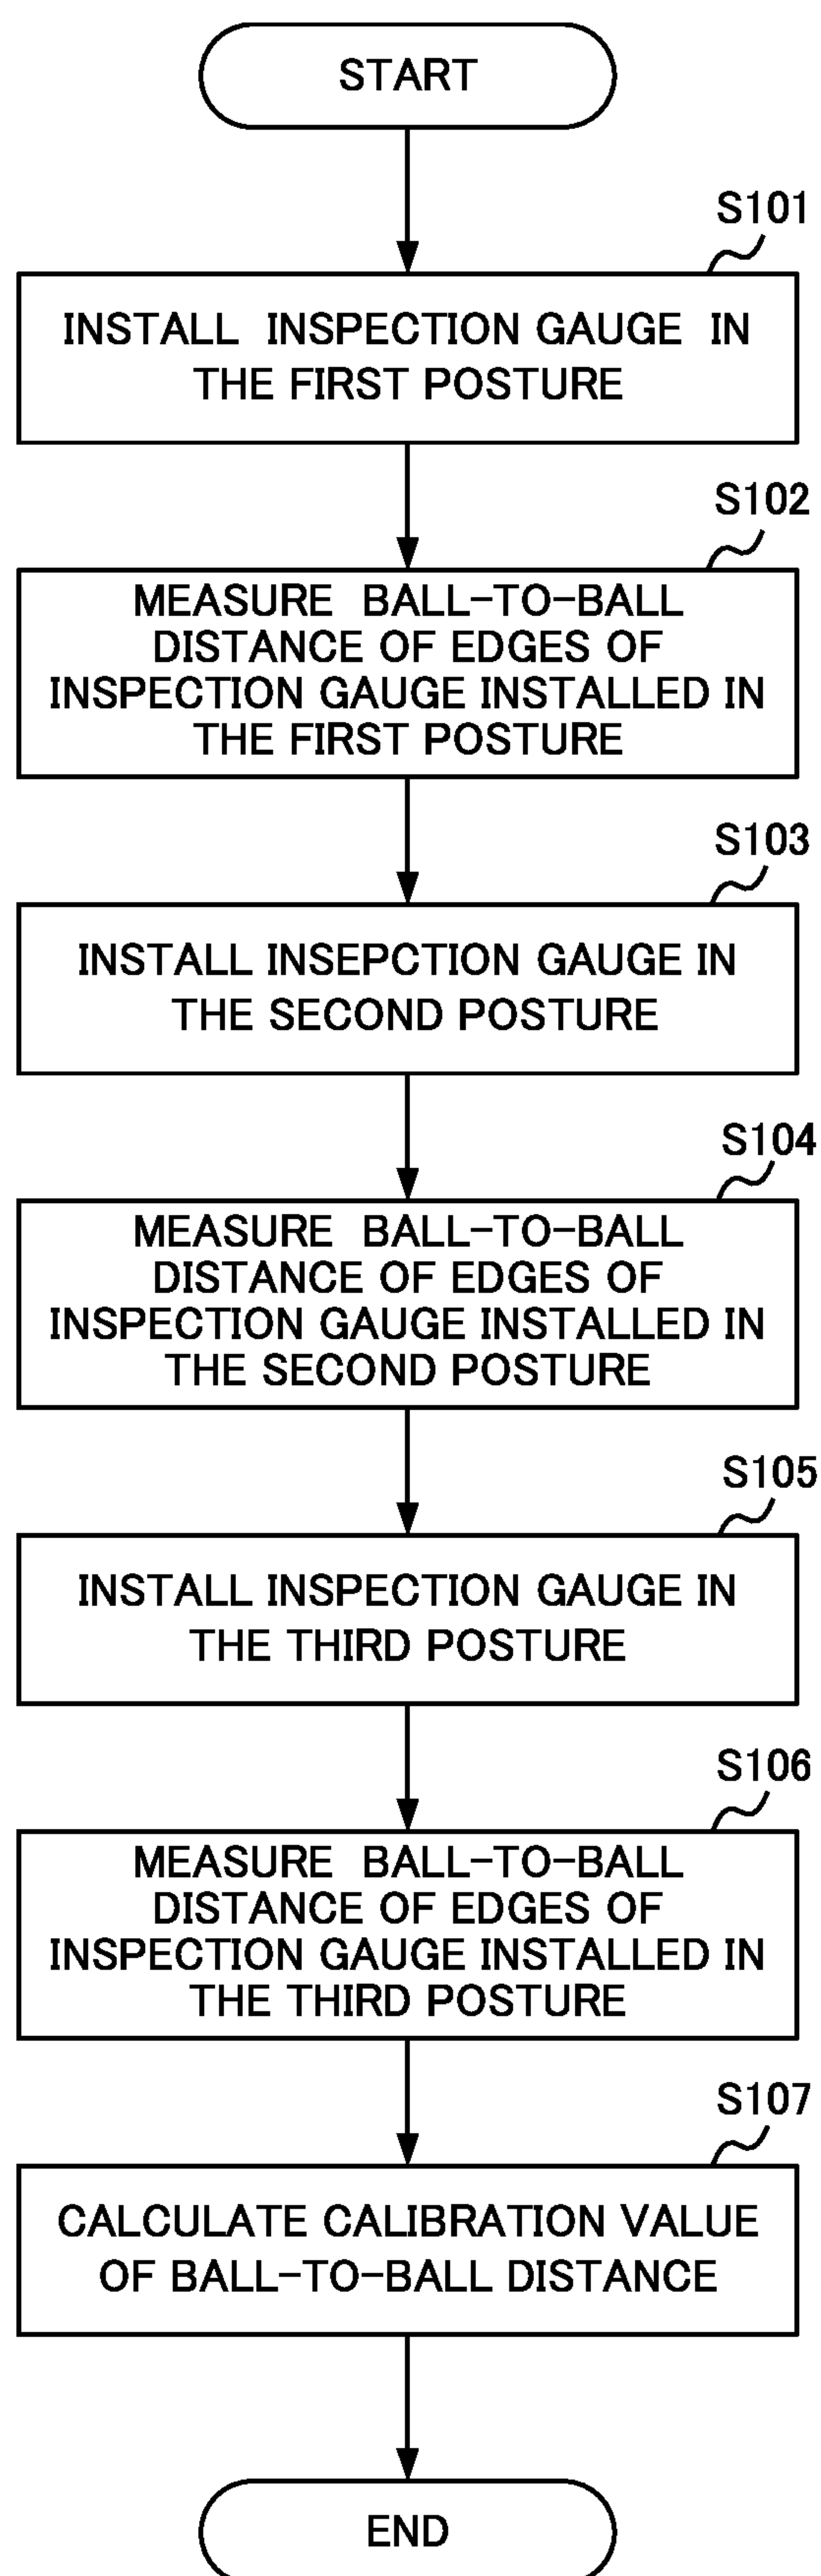 START
S101
INSTALL INSPECTION GAUGE IN
THE FIRST POSTURE
S102
MEASURE BALL-TO-BALL
DISTANCE OF EDGES OF
INSPECTION GAUGE INSTALLED IN
THE FIRST POSTURE
S103
INSTALL INSEPCTION GAUGE IN
THE SECOND POSTURE
S104
MEASURE BALL-TO-BALL
DISTANCE OF EDGES OF
INSPECTION GAUGE INSTALLED IN
THE SECOND POSTURE
S105
INSTALL INSPECTION GAUGE IN
THE THIRD POSTURE
S106
MEASURE BALL-TO-BALL
DISTANCE OF EDGES OF
INSPECTION GAUGE INSTALLED IN
THE THIRD POSTURE
S107
CALCULATE CALIBRATION VALUE
OF BALL-TO-BALL DISTANCE
END